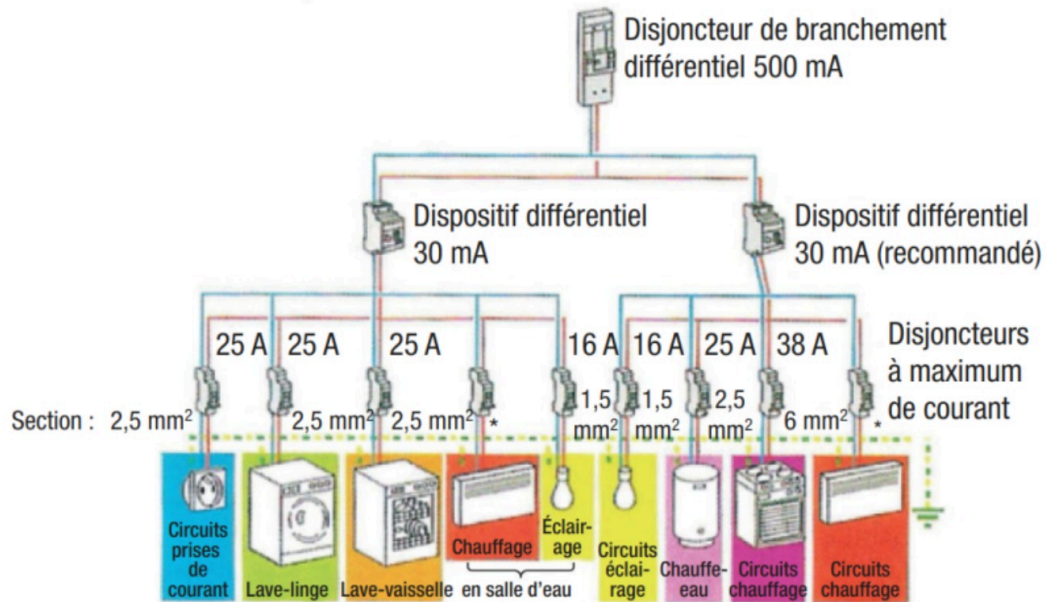 Disjoncteur de branchement
différentiel 500 mA
Dispositif différentiel
30 mA
Dispositif différentiel
30 mA (recommandé)
25 A 25 A 25 A 16 A 16 A 25 A 38 A
Disjoncteurs
à maximum
de courant
Section : 2,5 mm² 2,5 mm² 2,5 mm² * 1,5 mm² 1,5 mm² 2,5 mm² 6 mm² *
Circuits
prises
de
courant
Lave-linge
Lave-vaisselle
Chauffage
Éclair-
age
en salle d'eau
Circuits
éclai-
rage
Chauffe-
eau
Circuits
chauffage
Circuits
chauffage